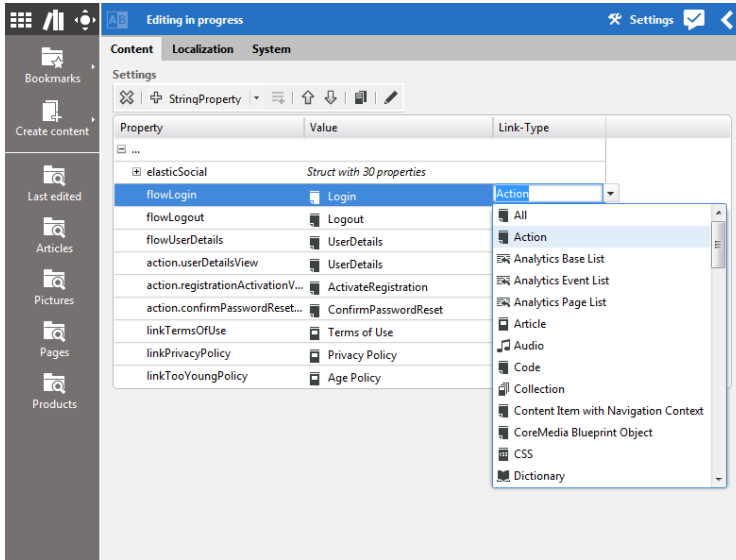 AB Editing in progress Settings
Content Localization System
Bookmarks
Settings
StringProperty
Create content
Property Value Link-Type
...
elasticSocial Struct with 30 properties
Last edited
flowLogin Login Action
flowLogout Logout All
flowUserDetails UserDetails Action
Articles
action.userDetailsView UserDetails Analytics Base List
action.registrationActivationV... ActivateRegistration Analytics Event List
Pictures
action.confirmPasswordReset... ConfirmPasswordReset Analytics Page List
linkTermsOfUse Terms of Use Article
Pages
linkPrivacyPolicy Privacy Policy Audio
linkTooYoungPolicy Age Policy Code
Products
Collection
Content Item with Navigation Context
CoreMedia Blueprint Object
CSS CSS
Dictionary